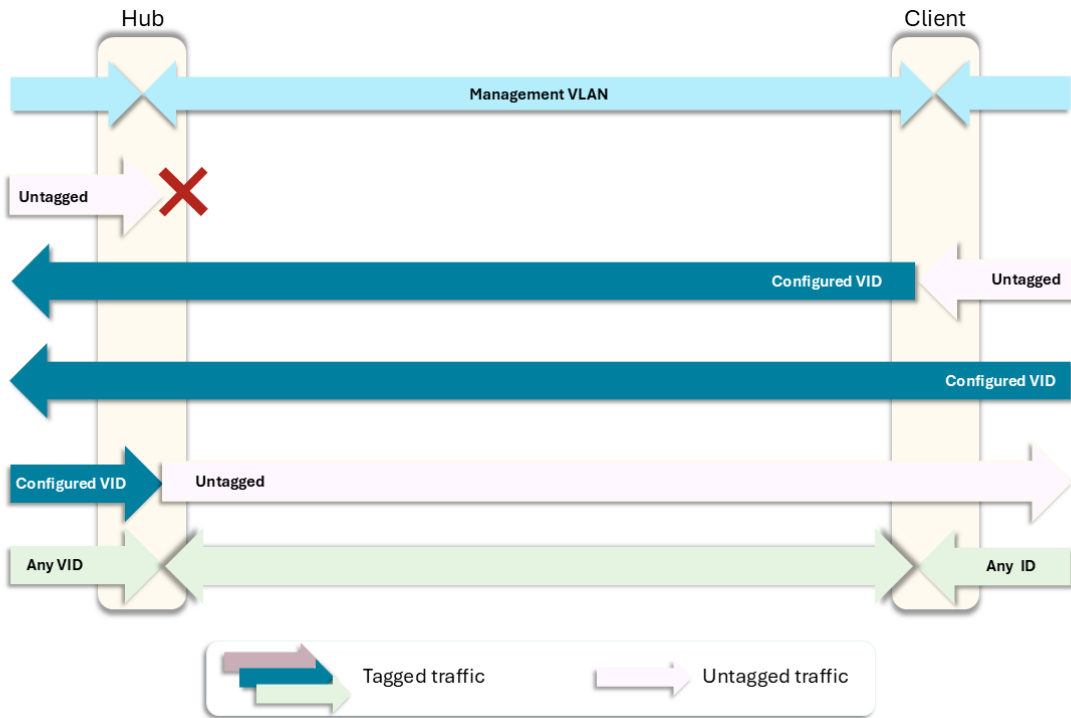 Hub
Client
Management VLAN
Untagged
Configured VID
Untagged
Configured VID
Configured VID
Untagged
Any VID
Any ID
Tagged traffic
Untagged traffic